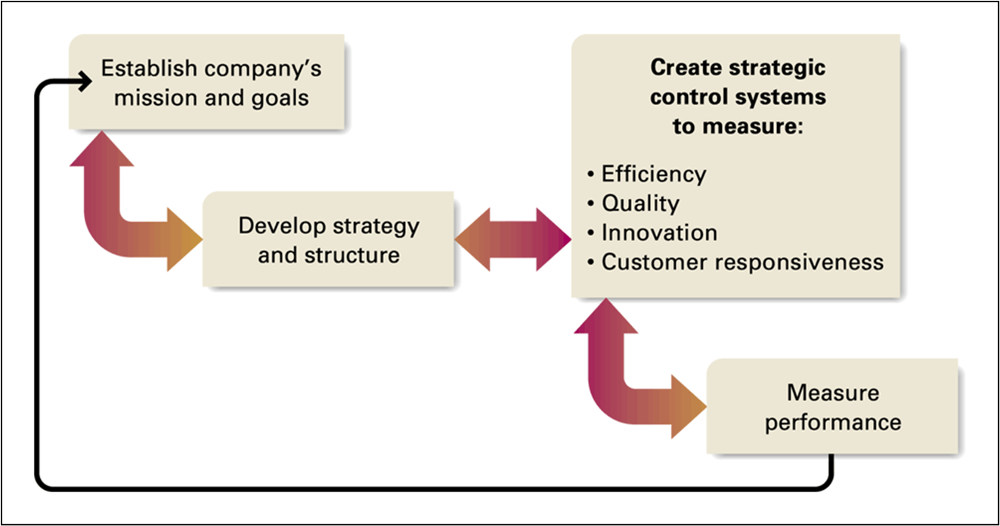 Establish company’s
mission and goals
Develop strategy
and structure
Create strategic
control systems
to measure:
• Efficiency
• Quality
• Innovation
• Customer responsiveness
Measure
performance